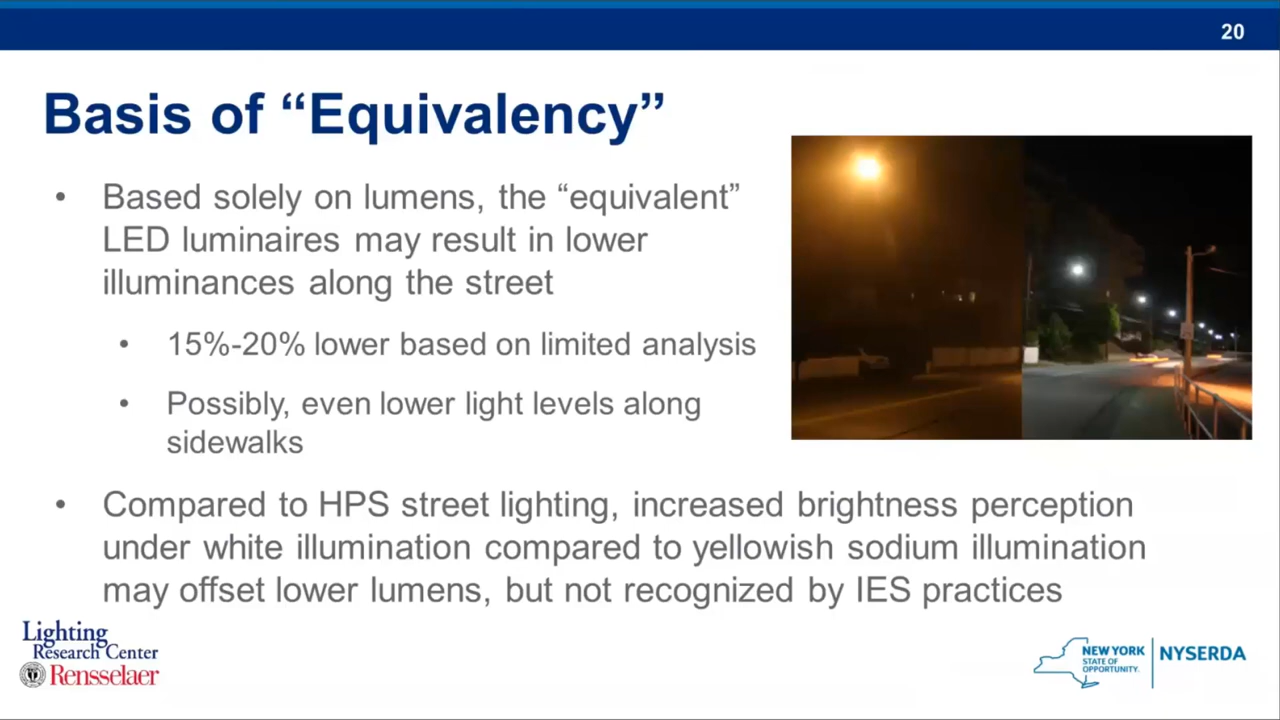 20
Basis of “Equivalency”
• Based solely on lumens, the “equivalent”
LED luminaires may result in lower
illuminances along the street
• 15%-20% lower based on limited analysis
• Possibly, even lower light levels along
sidewalks
• Compared to HPS street lighting, increased brightness perception
under white illumination compared to yellowish sodium illumination
may offset lower lumens, but not recognized by IES practices
Lighting
Research Center
Rensselaer
NEW YORK
STATE OF
OPPORTUNITY.
NYSERDA